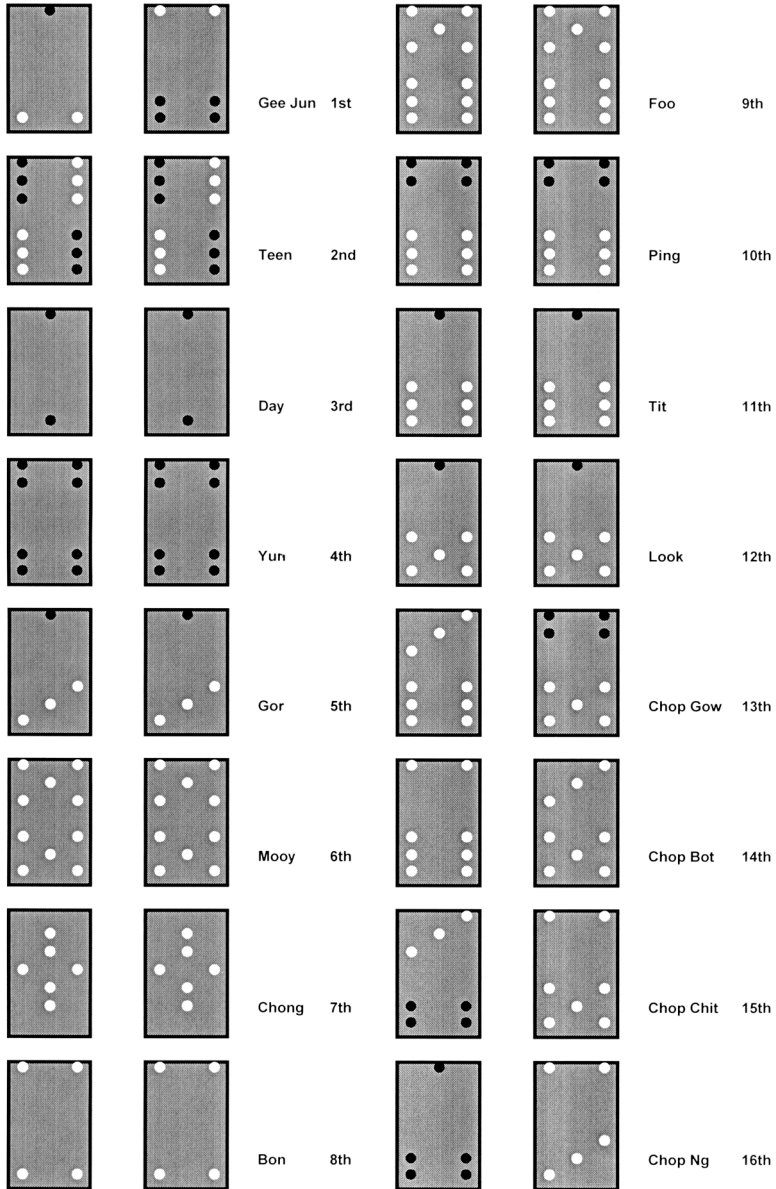 Gee Jun 1st
Teen 2nd
Day 3rd
Yun 4th
Gor 5th
Mooy 6th
Chong 7th
Bon 8th
Foo 9th
Ping 10th
Tit 11th
Look 12th
Chop Gow 13th
Chop Bot 14th
Chop Chit 15th
Chop Ng 16th